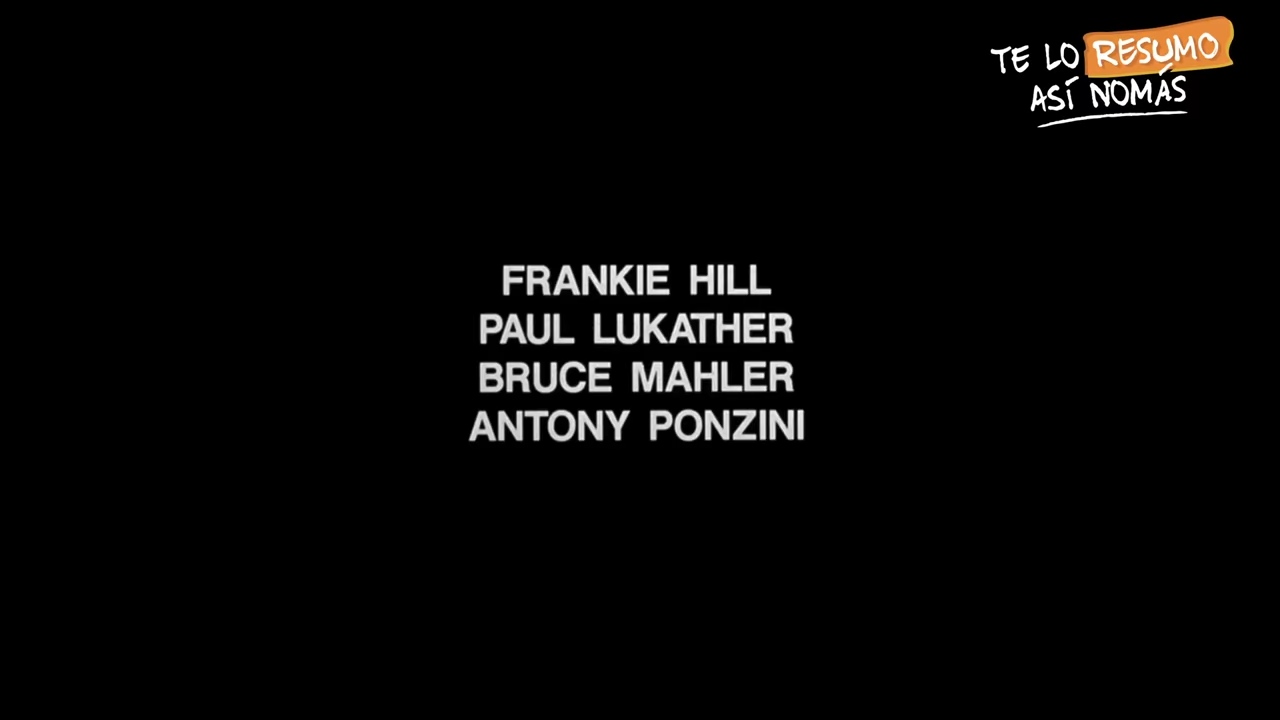 TE LO RESUMO
ASÍ NOMÁS
FRANKIE HILL
PAUL LUKATHER
BRUCE MAHLER
ANTONY PONZINI